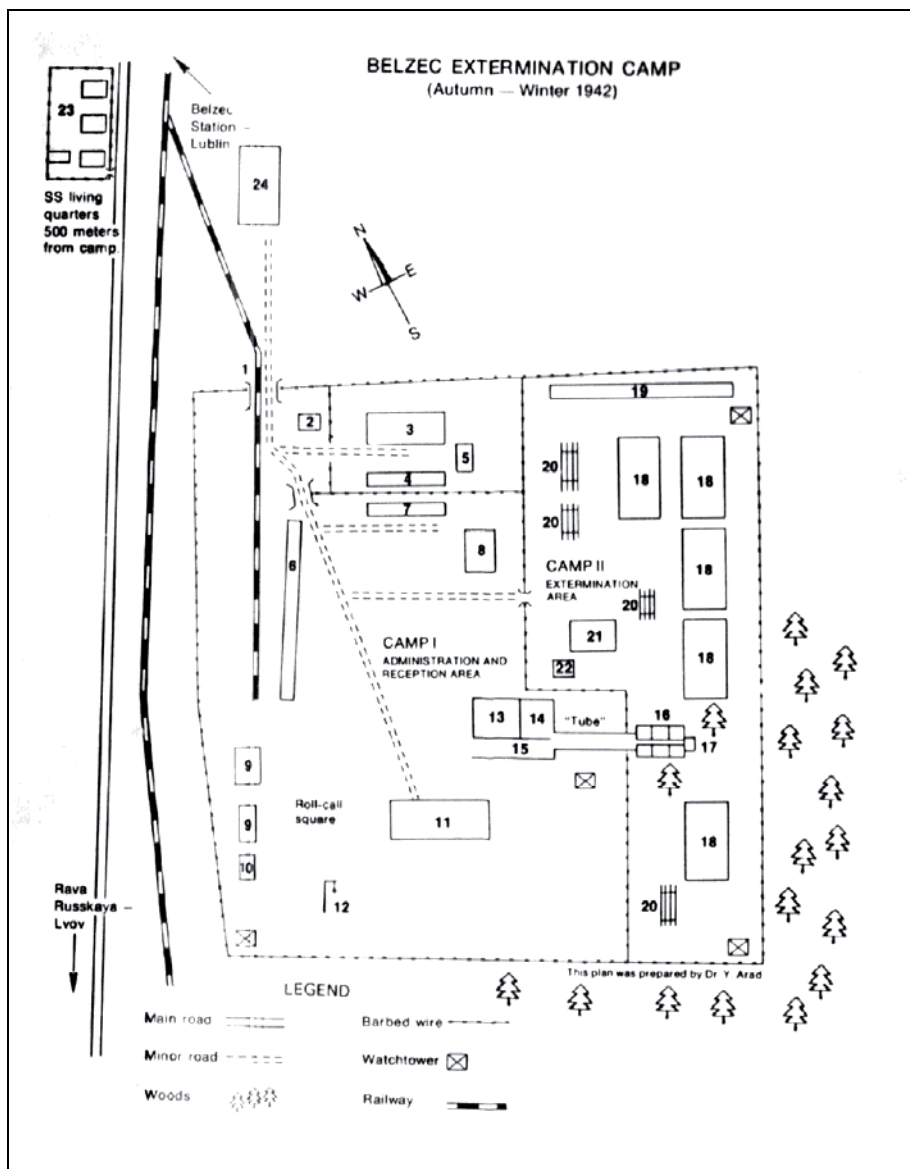 BELZEC EXTERMINATION CAMP
(Autumn — Winter 1942)
Belzec
Station –
Lublin
23
SS living
quarters
500 meters
from camp.
24
N
E
W
S
1
2
3
4
5
6
7
8
19
20
18
18
20
18
CAMP II
EXTERMINATION
AREA
20
21
22
18
CAMP I
ADMINISTRATION AND
RECEPTION AREA
13
14
"Tube"
15
16
17
9
9
10
Roll-call
square
11
12
18
20
Rava
Russkaya –
Lvov
This plan was prepared by Dr Y. Arad
LEGEND
Main road
Barbed wire
Minor road
Watchtower
Woods
Railway